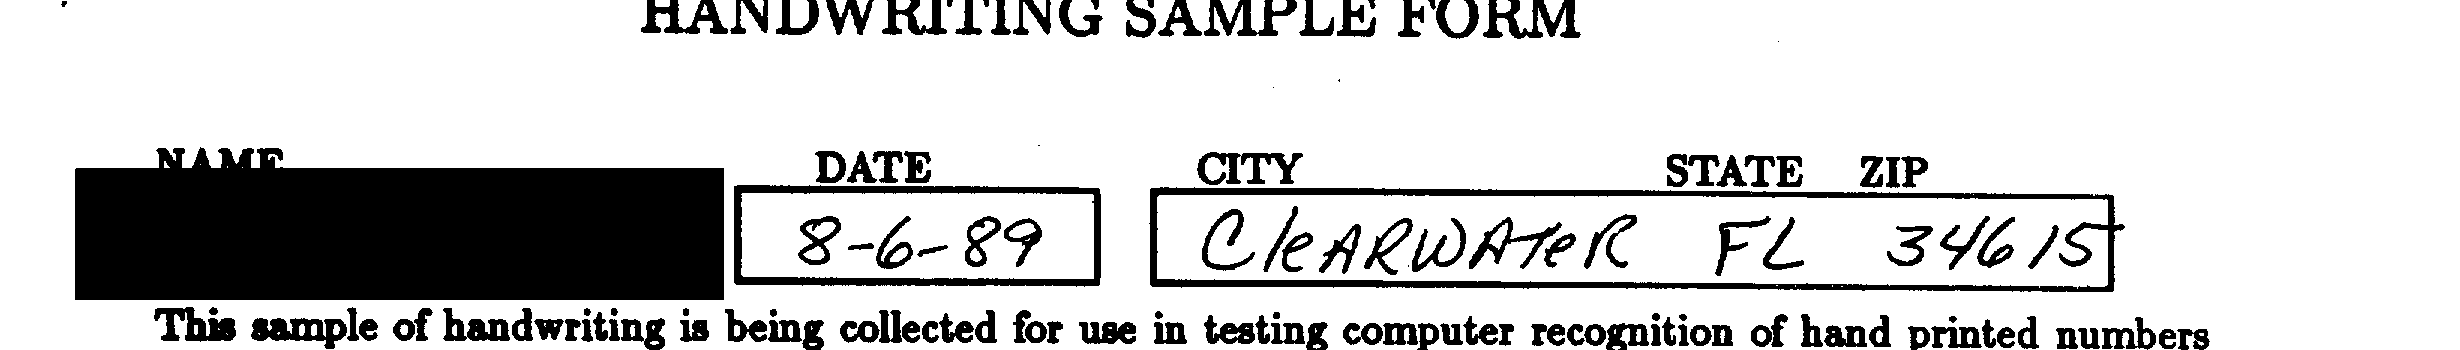 HANDWRITING SAMPLE FORM
NAME DATE CITY STATE ZIP
8-6-89 CleARWATeR FL 34615
This sample of handwriting is being collected for use in testing computer recognition of hand printed numbers